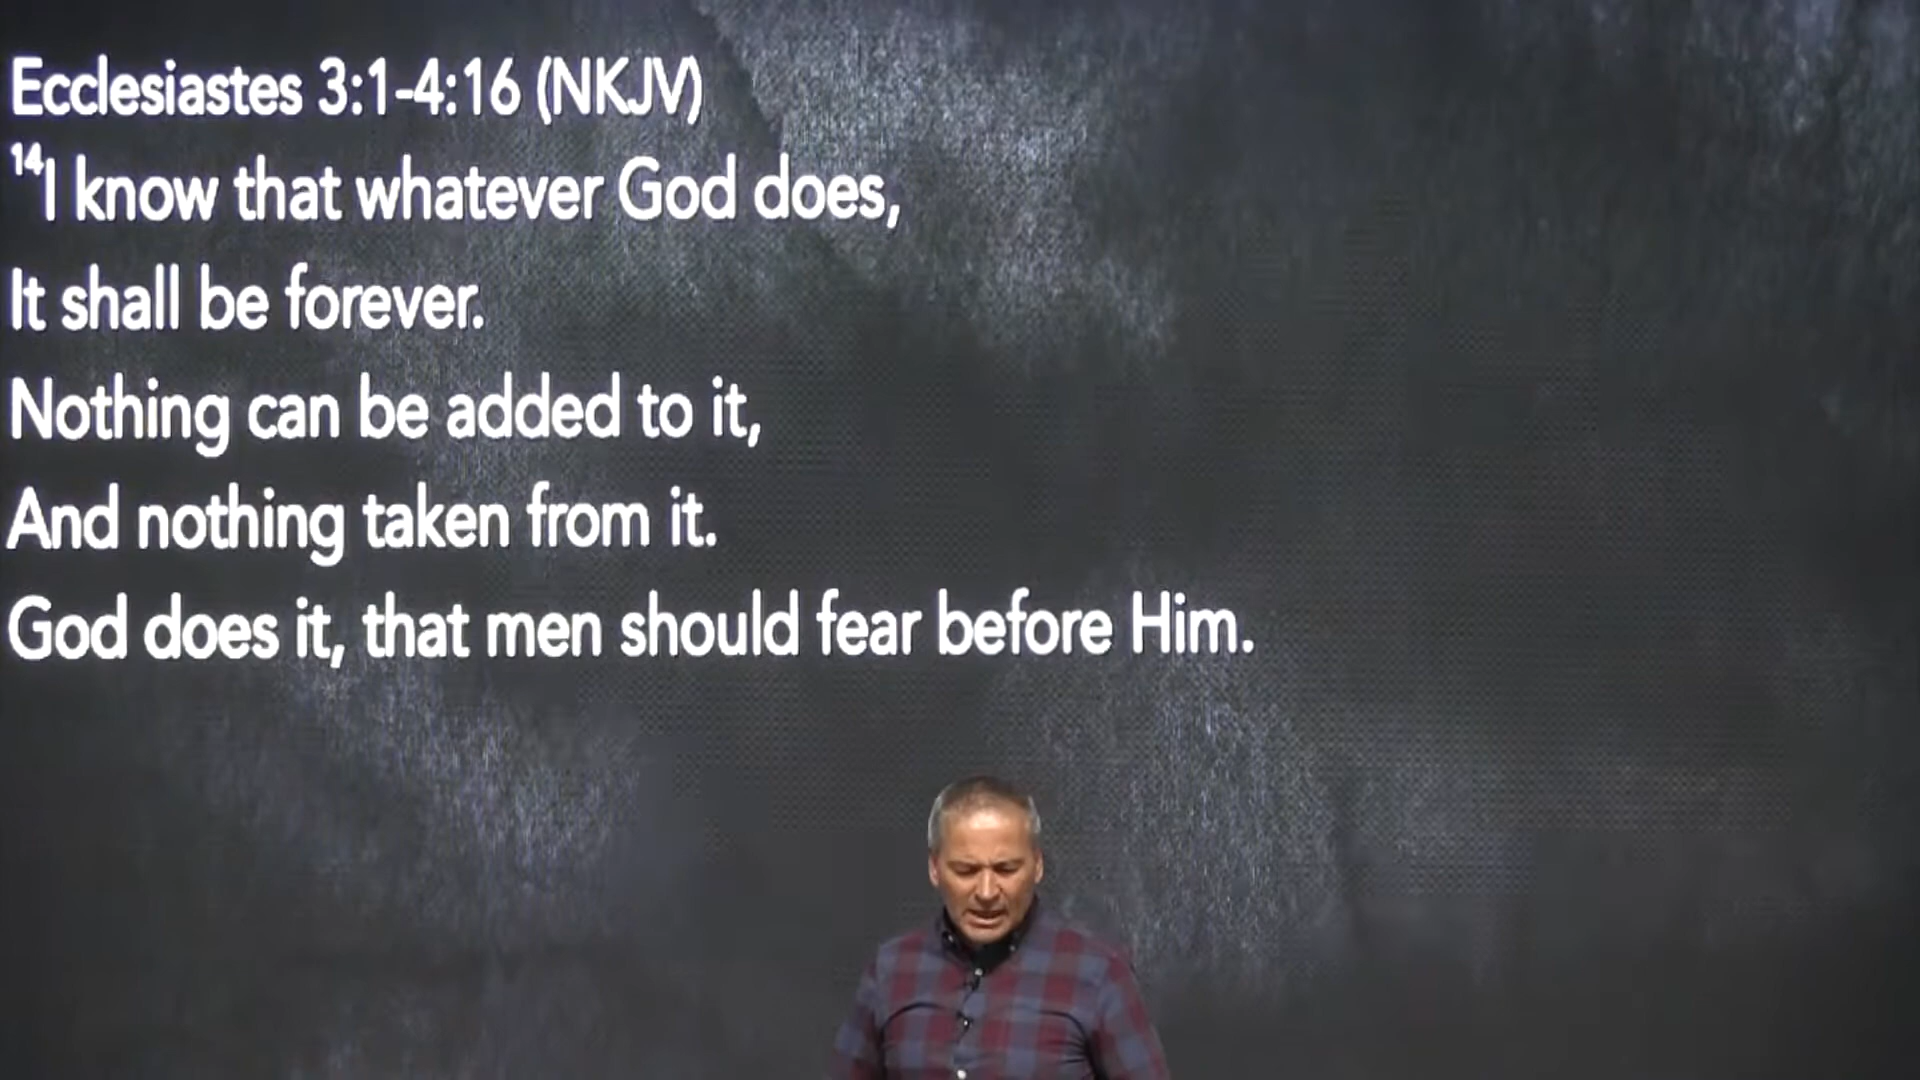 Ecclesiastes 3:1-4:16 (NKJV)
14I know that whatever God does,
It shall be forever.
Nothing can be added to it,
And nothing taken from it.
God does it, that men should fear before Him.